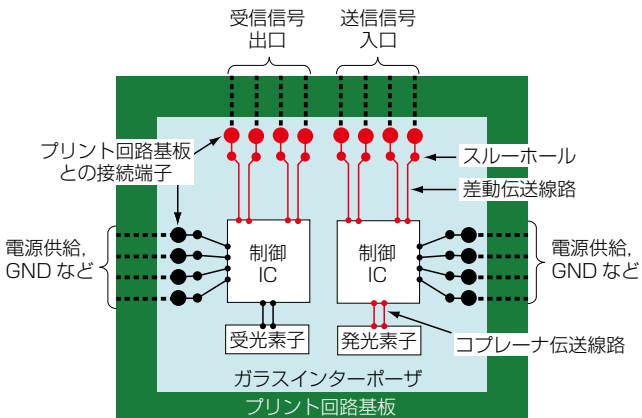 受信信号
出口
送信信号
入口
プリント回路基板
との接続端子
スルーホール
差動伝送線路
電源供給,
GND など
制御
IC
制御
IC
電源供給,
GND など
受光素子
発光素子
コプレーナ伝送線路
ガラスインターポーザ
プリント回路基板